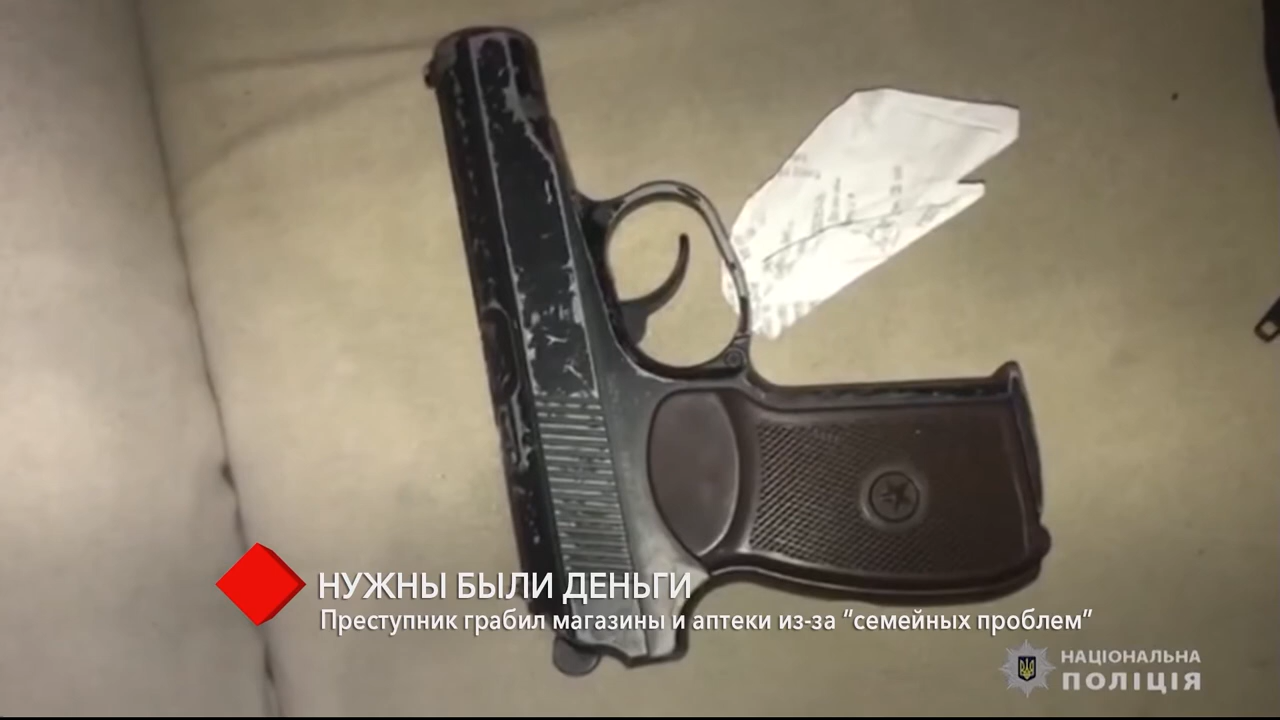 НУЖНЫ БЫЛИ ДЕНЬГИ
Преступник грабил магазины и аптеки из-за “семейных проблем”
НАЦІОНАЛЬНА
ПОЛІЦІЯ